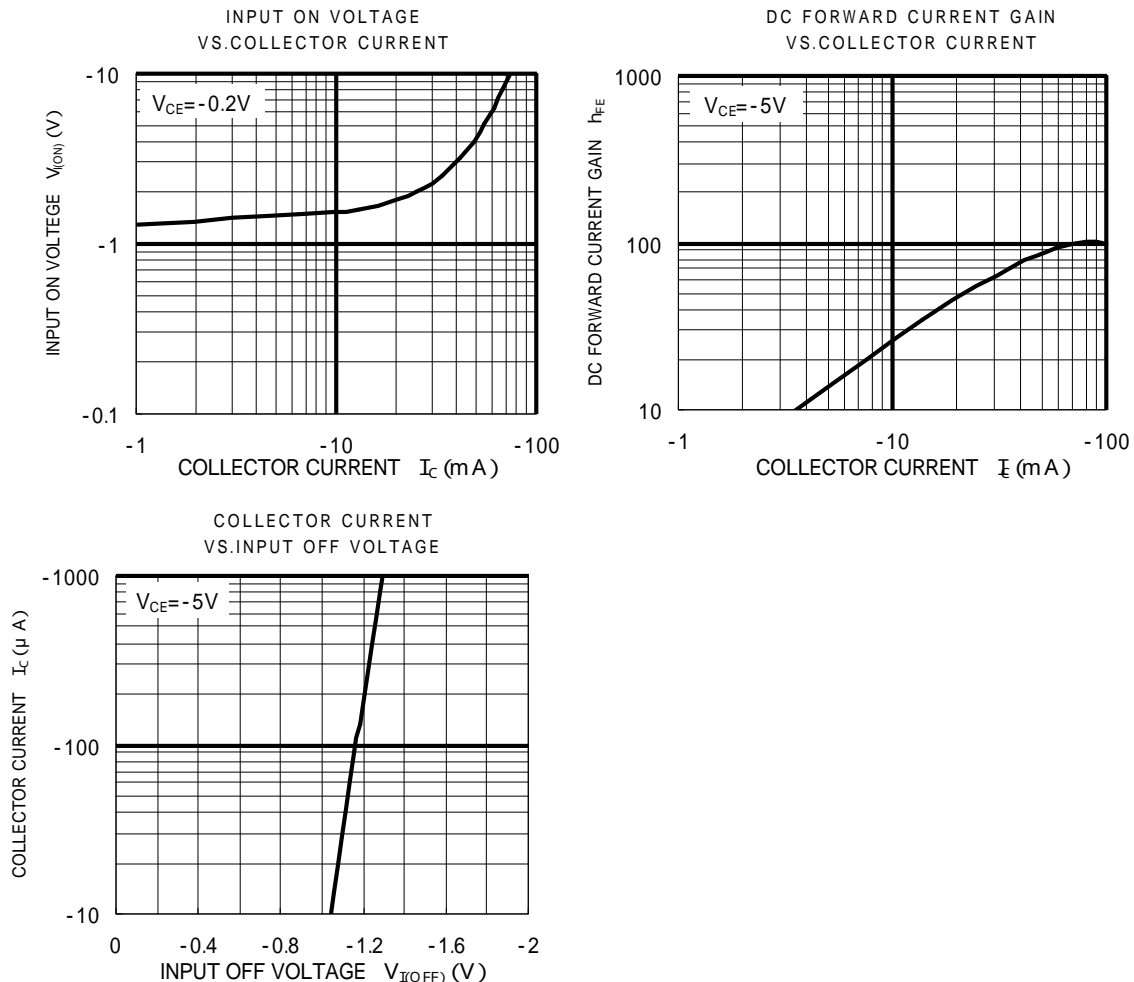 INPUT ON VOLTAGE
VS.COLLECTOR CURRENT
-10
-1
-0.1
VCE=-0.2V
INPUT ON VOLTEGE VI(ON) (V)
-1 -10 -100
COLLECTOR CURRENT IC (mA)
DC FORWARD CURRENT GAIN
VS.COLLECTOR CURRENT
1000
100
10
VCE=-5V
DC FORWARD CURRENT GAIN hFE
-1 -10 -100
COLLECTOR CURRENT IE (mA)
COLLECTOR CURRENT
VS.INPUT OFF VOLTAGE
-1000
-100
-10
VCE=-5V
COLLECTOR CURRENT IC (μA)
0 -0.4 -0.8 -1.2 -1.6 -2
INPUT OFF VOLTAGE VI(OFF) (V)